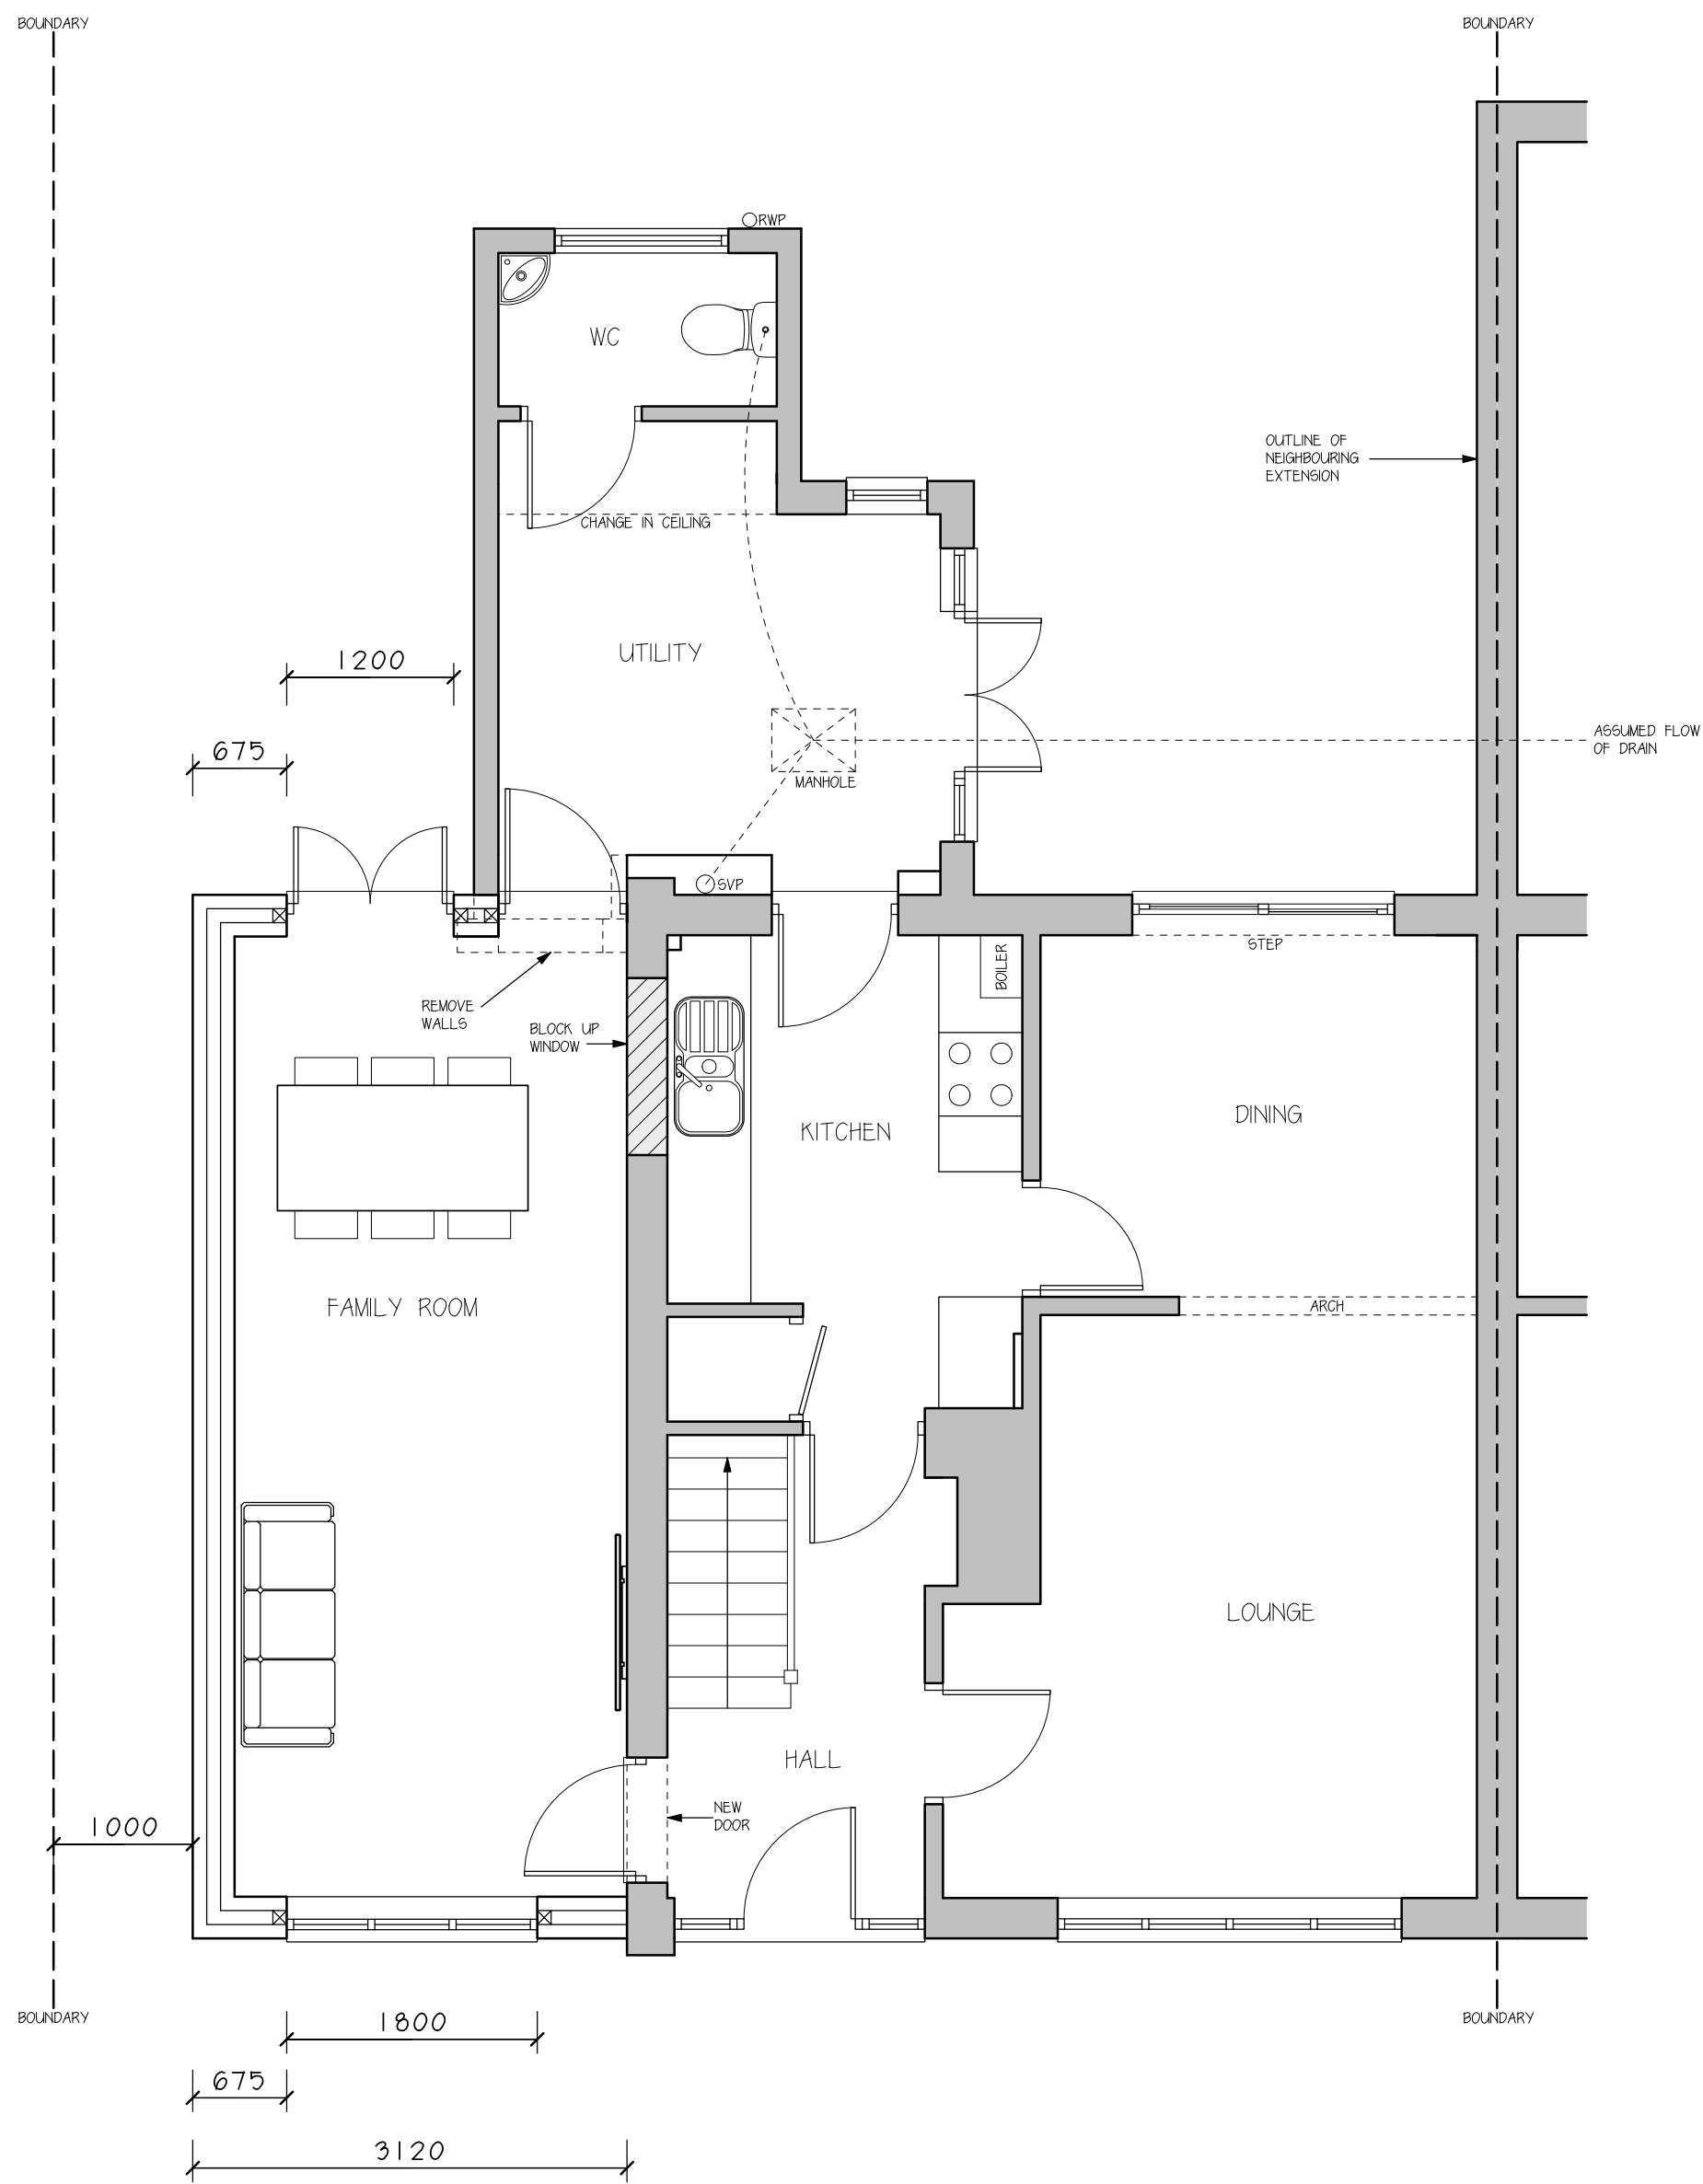 BOUNDARY
BOUNDARY
RWP
WC
OUTLINE OF
NEIGHBOURING
EXTENSION
CHANGE IN CEILING
UTILITY
1200
675
ASSUMED FLOW
OF DRAIN
MANHOLE
SVP
STEP
BOILER
REMOVE
WALLS
BLOCK UP
WINDOW
DINING
KITCHEN
FAMILY ROOM
ARCH
LOUNGE
HALL
NEW
DOOR
1000
BOUNDARY
BOUNDARY
1800
675
3120